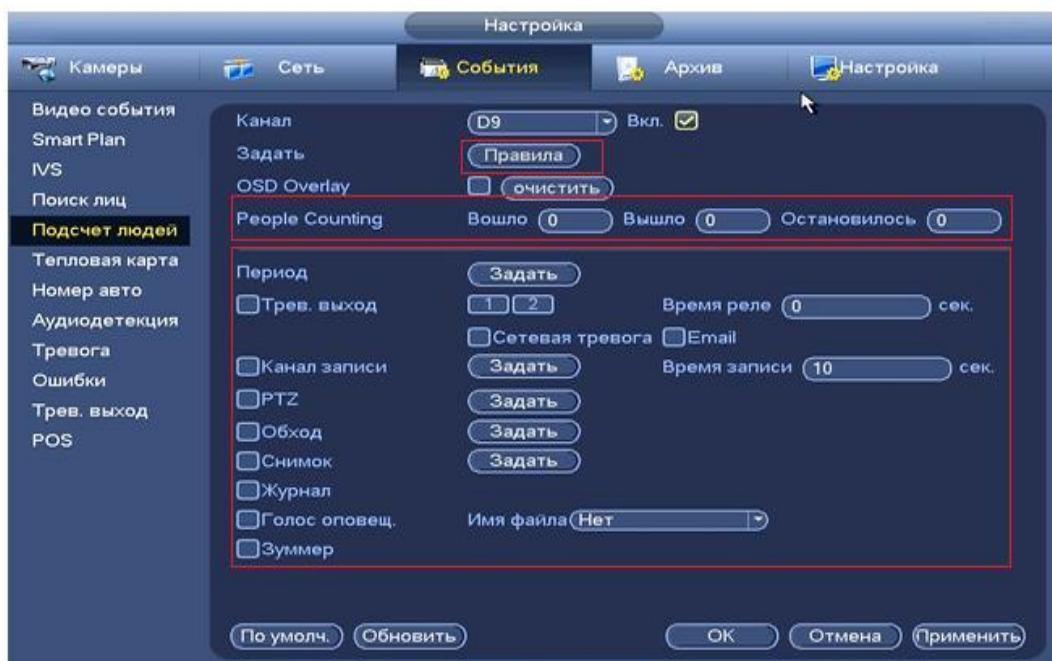 Настройка
Камеры Сеть События Архив Настройка
Видео события
Smart Plan
IVS
Поиск лиц
Подсчет людей
Тепловая карта
Номер авто
Аудиодетекция
Тревога
Ошибки
Трев. выход
POS
Канал D9 Вкл.
Задать Правила
OSD Overlay очистить
People Counting Вошло 0 Вышло 0 Остановилось 0
Период Задать
Трев. выход 1 2 Время реле 0 сек.
Сетевая тревога Email
Канал записи Задать Время записи 10 сек.
PTZ Задать
Обход Задать
Снимок Задать
Журнал
Голос оповещ. Имя файла Нет
Зуммер
По умолч. Обновить OK Отмена Применить